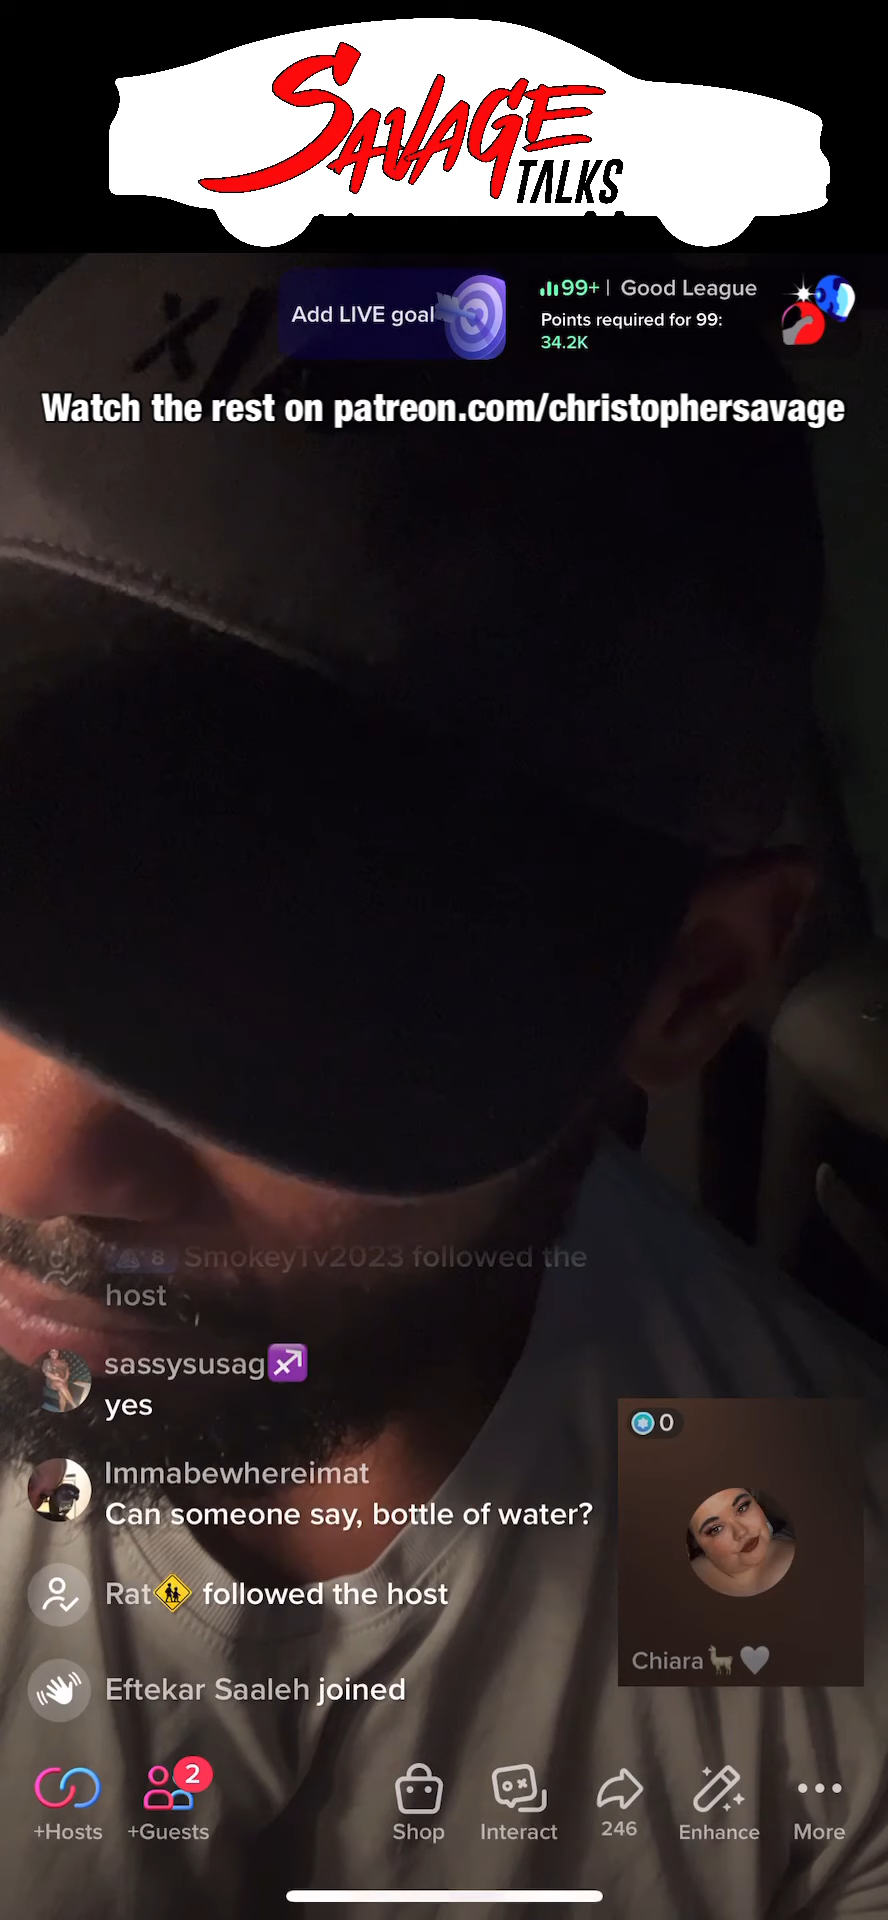 SAVAGE
TALKS
Add LIVE goal
99+ | Good League
Points required for 99:
34.2K
Watch the rest on patreon.com/christophersavage
8 SmokeyTv2023 followed the
host
sassysusag♐
yes
Immabewhereimat
Can someone say, bottle of water?
Rat🚸 followed the host
Eftekar Saaleh joined
0
Chiara🦙🤍
2
+Hosts
+Guests
Shop
Interact
246
Enhance
More